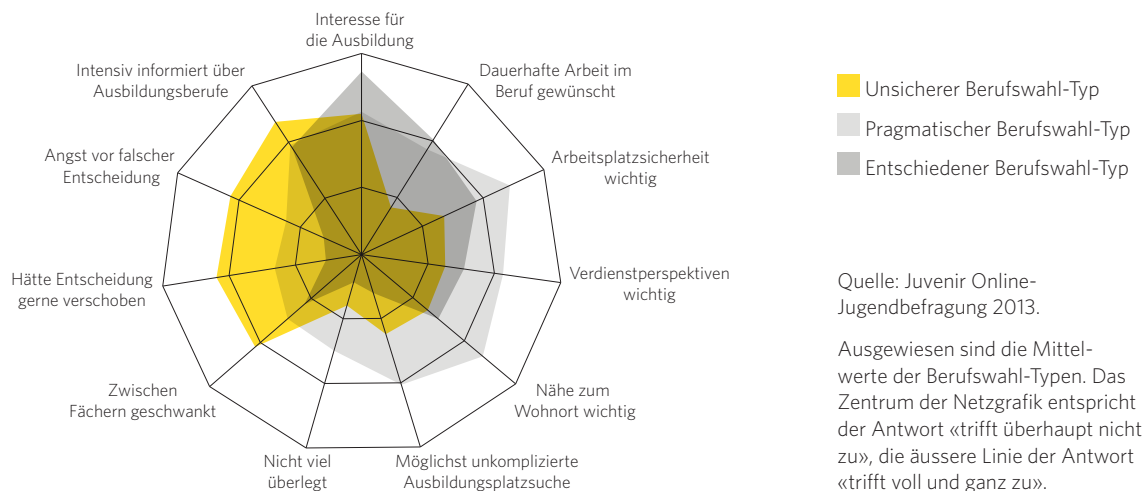 Interesse für
die Ausbildung
Intensiv informiert über
Ausbildungsberufe
Dauerhafte Arbeit im
Beruf gewünscht
Angst vor falscher
Entscheidung
Arbeitsplatzsicherheit
wichtig
Hätte Entscheidung
gerne verschoben
Verdienstperspektiven
wichtig
Zwischen
Fächern geschwankt
Nähe zum
Wohnort wichtig
Nicht viel
überlegt
Möglichst unkomplizierte
Ausbildungsplatzsuche
Unsicherer Berufswahl-Typ
Pragmatischer Berufswahl-Typ
Entschiedener Berufswahl-Typ
Quelle: Juvenir Online-
Jugendbefragung 2013.
Ausgewiesen sind die Mittel-
werte der Berufswahl-Typen. Das
Zentrum der Netzgrafik entspricht
der Antwort «trifft überhaupt nicht
zu», die äussere Linie der Antwort
«trifft voll und ganz zu».